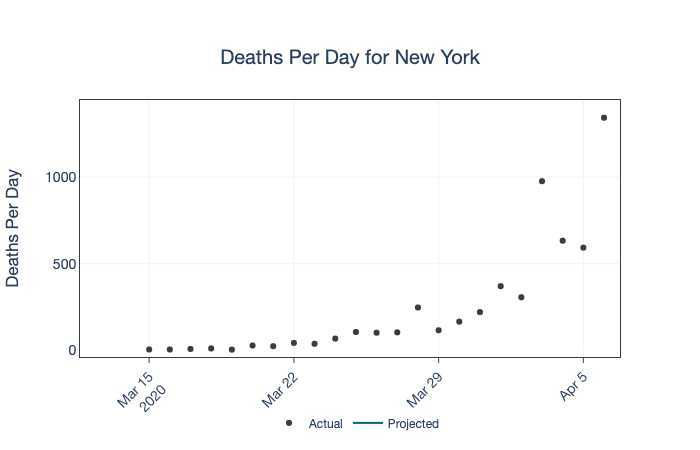 Deaths Per Day for New York
Deaths Per Day
1000
500
0
Mar 15
2020
Mar 22
Mar 29
Apr 5
Actual
Projected